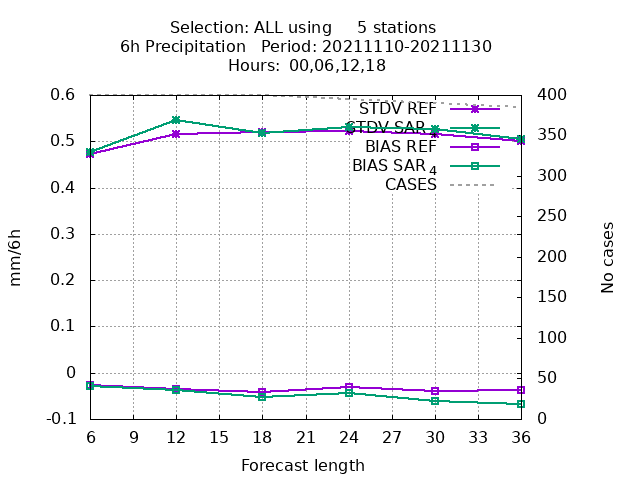 Selection: ALL using     5 stations
6h Precipitation   Period: 20211110-20211130
Hours: 00,06,12,18
0.6
0.5
0.4
0.3
0.2
0.1
0
-0.1
mm/6h
400
350
300
250
200
150
100
50
0
No cases
STDV REF
STDV SAR
BIAS REF
BIAS SAR 4
CASES
6 9 12 15 18 21 24 27 30 33 36
Forecast length